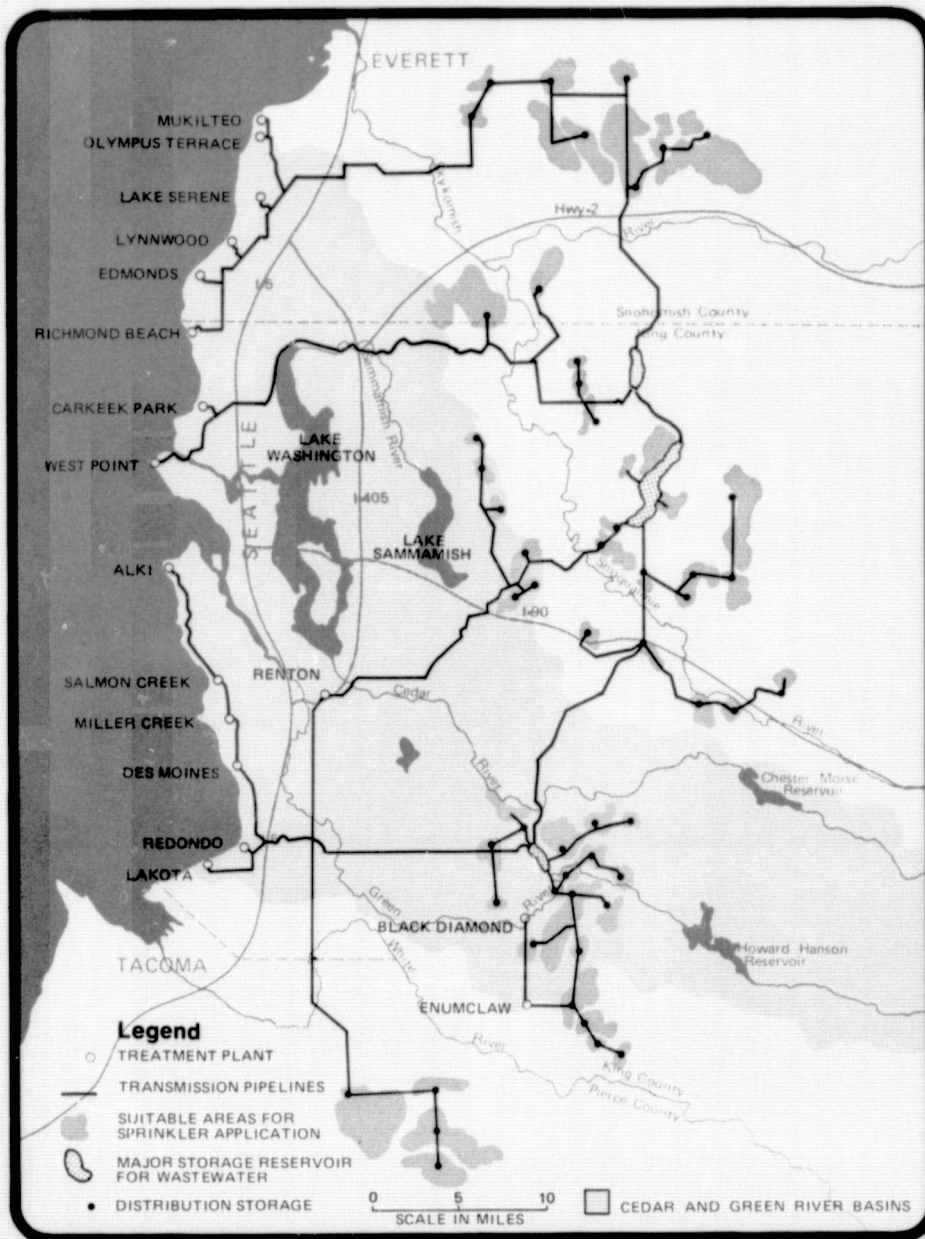 EVERETT
MUKILTEO
OLYMPUS TERRACE
LAKE SERENE
Skykomish
Hwy-2
River
LYNNWOOD
EDMONDS
I-5
RICHMOND BEACH
Snohomish County
King County
Sammamish River
CARKEEK PARK
LAKE
WASHINGTON
WEST POINT
SEATTLE
I-405
LAKE
SAMMAMISH
ALKI
Snoqualmie
I-90
RENTON
SALMON CREEK
Cedar
River
MILLER CREEK
River
DES MOINES
Chester Morse
Reservoir
REDONDO
LAKOTA
Green
River
BLACK DIAMOND
White
Howard Hanson
Reservoir
TACOMA
ENUMCLAW
River
King County
Pierce County
Legend
TREATMENT PLANT
TRANSMISSION PIPELINES
SUITABLE AREAS FOR
SPRINKLER APPLICATION
MAJOR STORAGE RESERVOIR
FOR WASTEWATER
DISTRIBUTION STORAGE
0 5 10
SCALE IN MILES
CEDAR AND GREEN RIVER BASINS